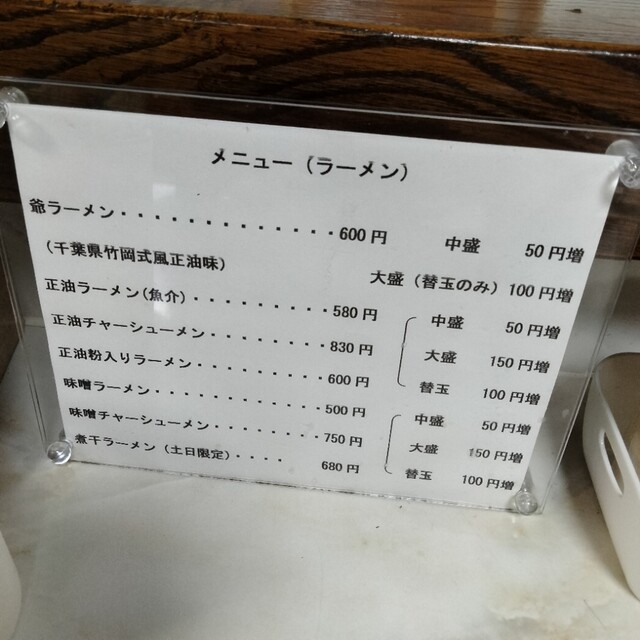 メニュー（ラーメン）
爺ラーメン・・・・・・・・・・・・・・600円　中盛　50円増
（千葉県竹岡式風正油味）　大盛（替玉のみ）100円増
正油ラーメン(魚介)・・・・・・・・・580円　中盛　50円増
正油チャーシューメン・・・・・・・・830円　大盛　150円増
正油粉入りラーメン・・・・・・・・・600円　替玉　100円増
味噌ラーメン・・・・・・・・・・・・500円　中盛　50円増
味噌チャーシューメン・・・・・・・・750円　大盛　150円増
煮干ラーメン（土日限定）・・・・　680円　替玉　100円増